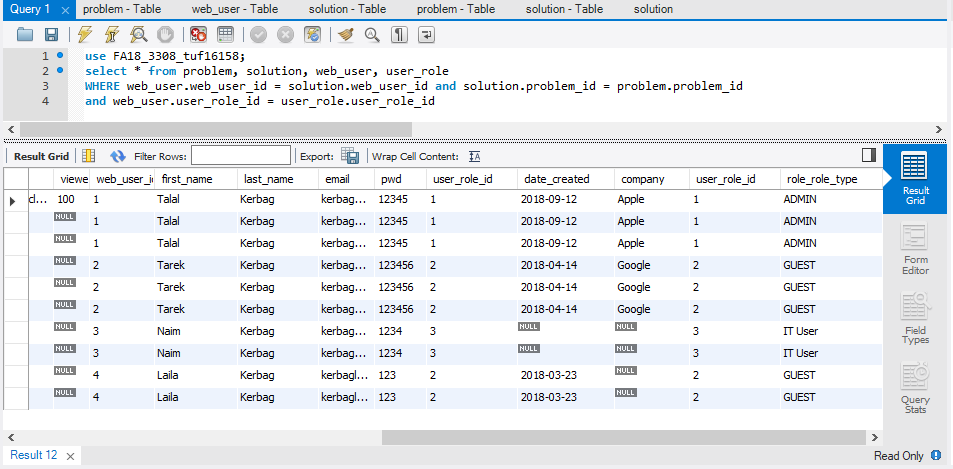 Query 1 problem - Table web_user - Table solution - Table problem - Table solution - Table solution
1 use FA18_3308_tuf16158;
2 select * from problem, solution, web_user, user_role
3 WHERE web_user.web_user_id = solution.web_user_id and solution.problem_id = problem.problem_id
4 and web_user.user_role_id = user_role.user_role_id
Result Grid Filter Rows: Export: Wrap Cell Content: IA
viewe web_user_i first_name last_name email pwd user_role_id date_created company user_role_id role_role_type
cl... 100 1 Talal Kerbag kerbag... 12345 1 2018-09-12 Apple 1 ADMIN
NULL 1 Talal Kerbag kerbag... 12345 1 2018-09-12 Apple 1 ADMIN
NULL 1 Talal Kerbag kerbag... 12345 1 2018-09-12 Apple 1 ADMIN
NULL 2 Tarek Kerbag kerbag... 123456 2 2018-04-14 Google 2 GUEST
NULL 2 Tarek Kerbag kerbag... 123456 2 2018-04-14 Google 2 GUEST
NULL 2 Tarek Kerbag kerbag... 123456 2 2018-04-14 Google 2 GUEST
NULL 3 Naim Kerbag kerbag... 1234 3 NULL NULL 3 IT User
NULL 3 Naim Kerbag kerbag... 1234 3 NULL NULL 3 IT User
NULL 4 Laila Kerbag kerbagl... 123 2 2018-03-23 NULL 2 GUEST
NULL 4 Laila Kerbag kerbagl... 123 2 2018-03-23 NULL 2 GUEST
Result
Grid
Form
Editor
Field
Types
Query
Stats
Result 12 Read Only